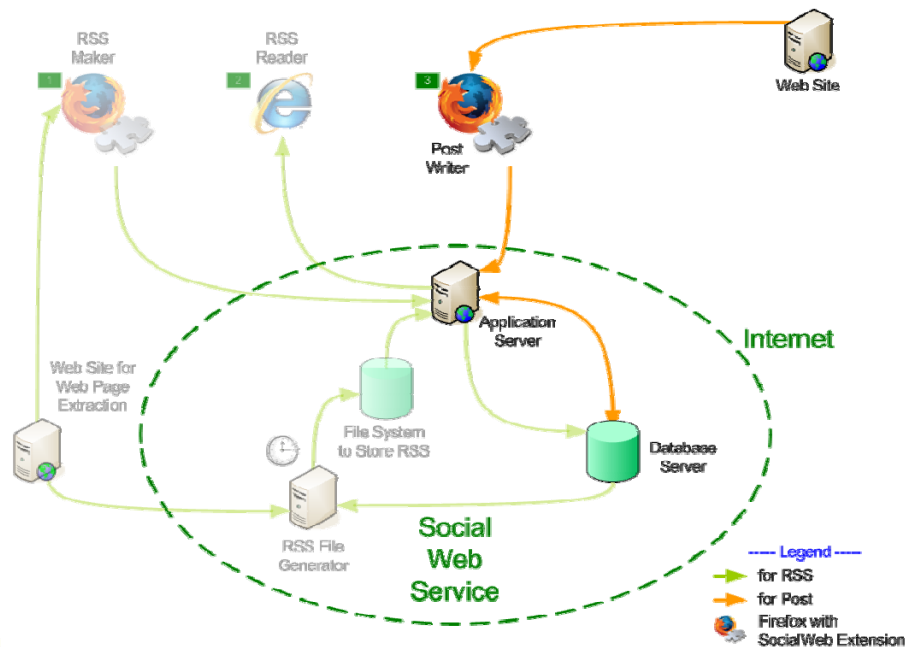 RSS
Maker
RSS
Reader
1
2
3
Web Site
Post
Writer
Application
Server
Internet
Web Site for
Web Page
Extraction
File System
to Store RSS
Database
Server
RSS File
Generator
Social
Web
Service
----- Legend -----
for RSS
for Post
Firefox with
SocialWeb Extension